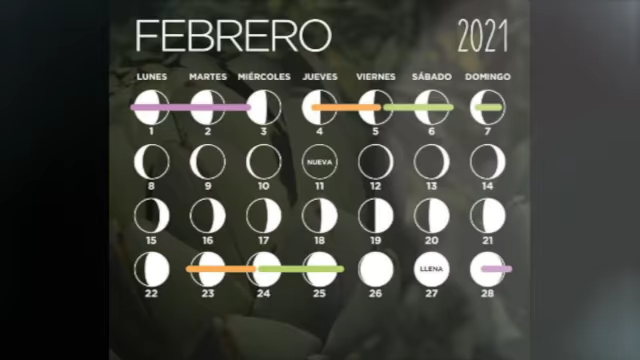 FEBRERO 2021
LUNES MARTES MIÉRCOLES JUEVES VIERNES SÁBADO DOMINGO
1 2 3 4 5 6 7
NUEVA
8 9 10 11 12 13 14
15 16 17 18 19 20 21
LLENA
22 23 24 25 26 27 28